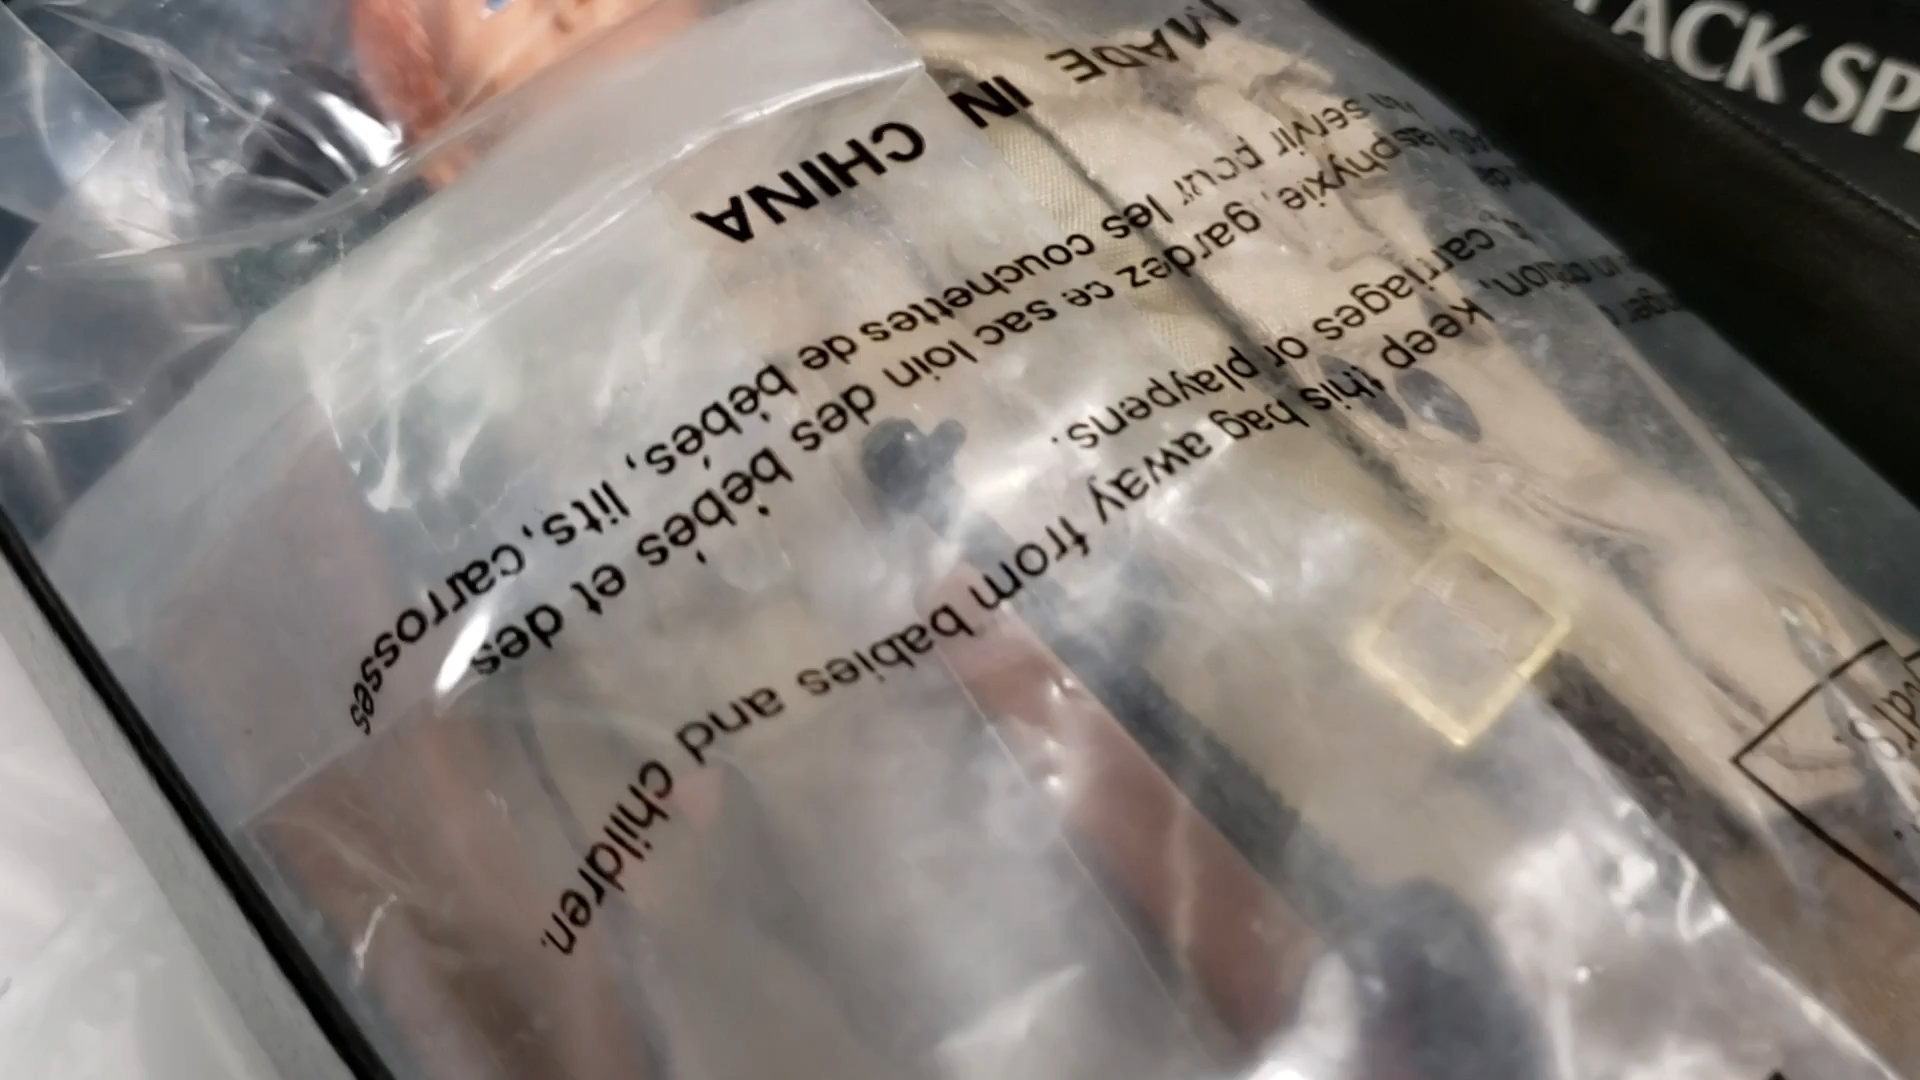 keep this bag away from babies and children.
carriages or playpens.
asphyxie, gardez ce sac loin des bébés et des
servir pour les couchettes de bébés, lits, carrosses
MADE IN CHINA
ACK SP